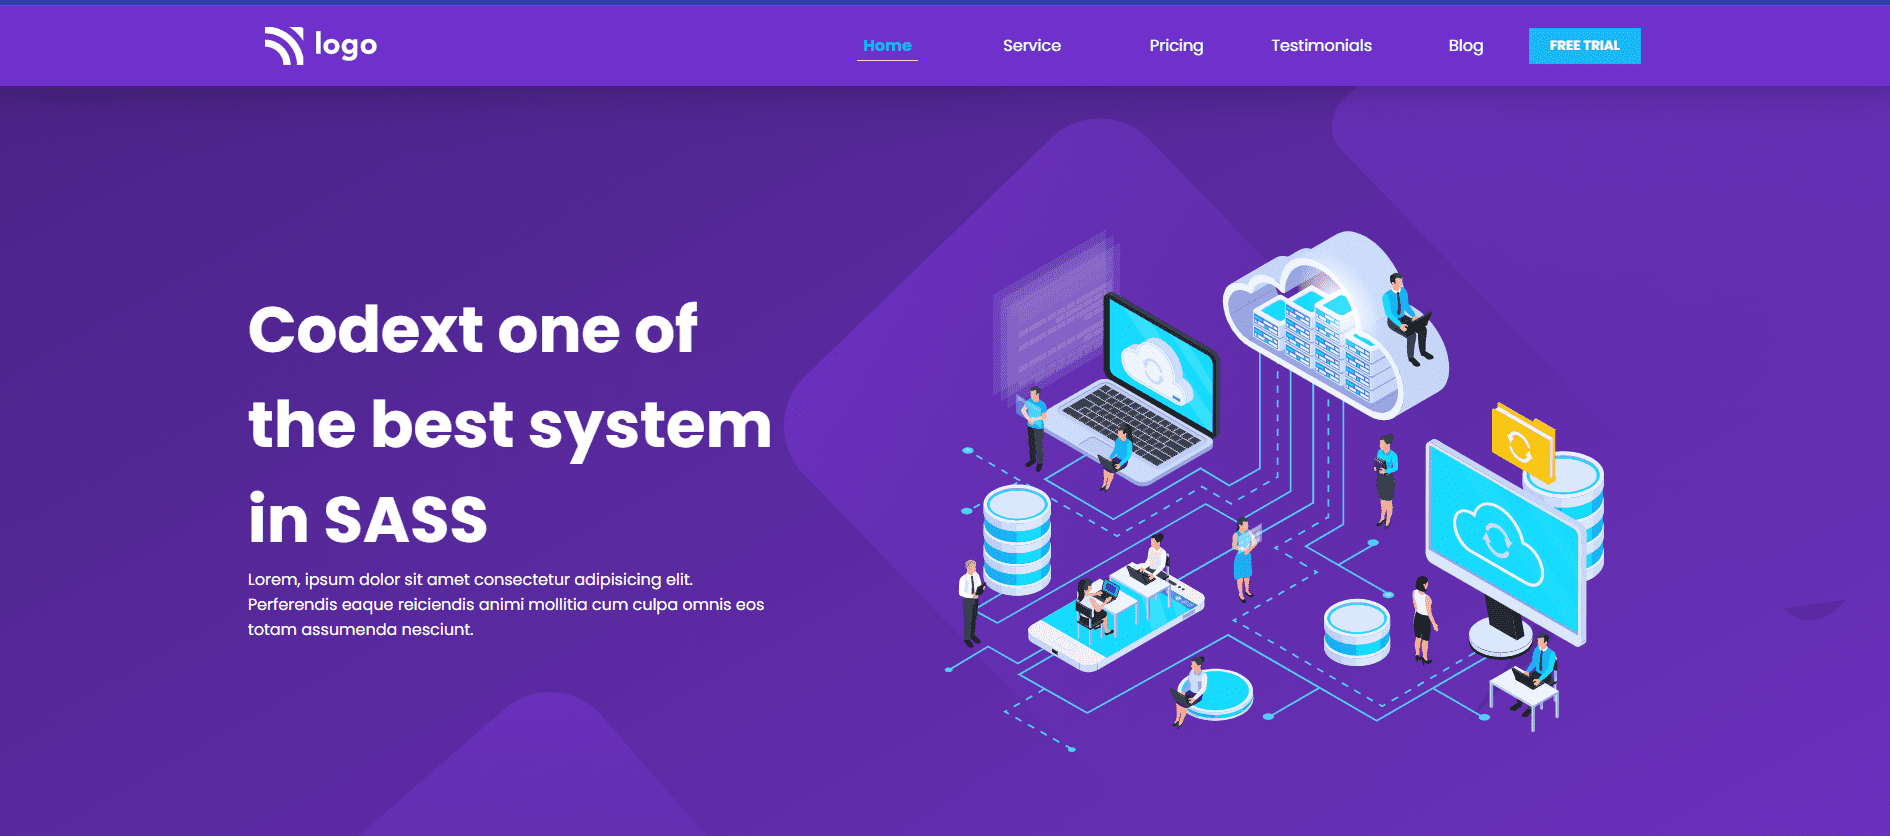 logo
Home
Service
Pricing
Testimonials
Blog
FREE TRIAL
Codext one of
the best system
in SASS
Lorem, ipsum dolor sit amet consectetur adipisicing elit.
Perferendis eaque reiciendis animi mollitia cum culpa omnis eos
totam assumenda nesciunt.